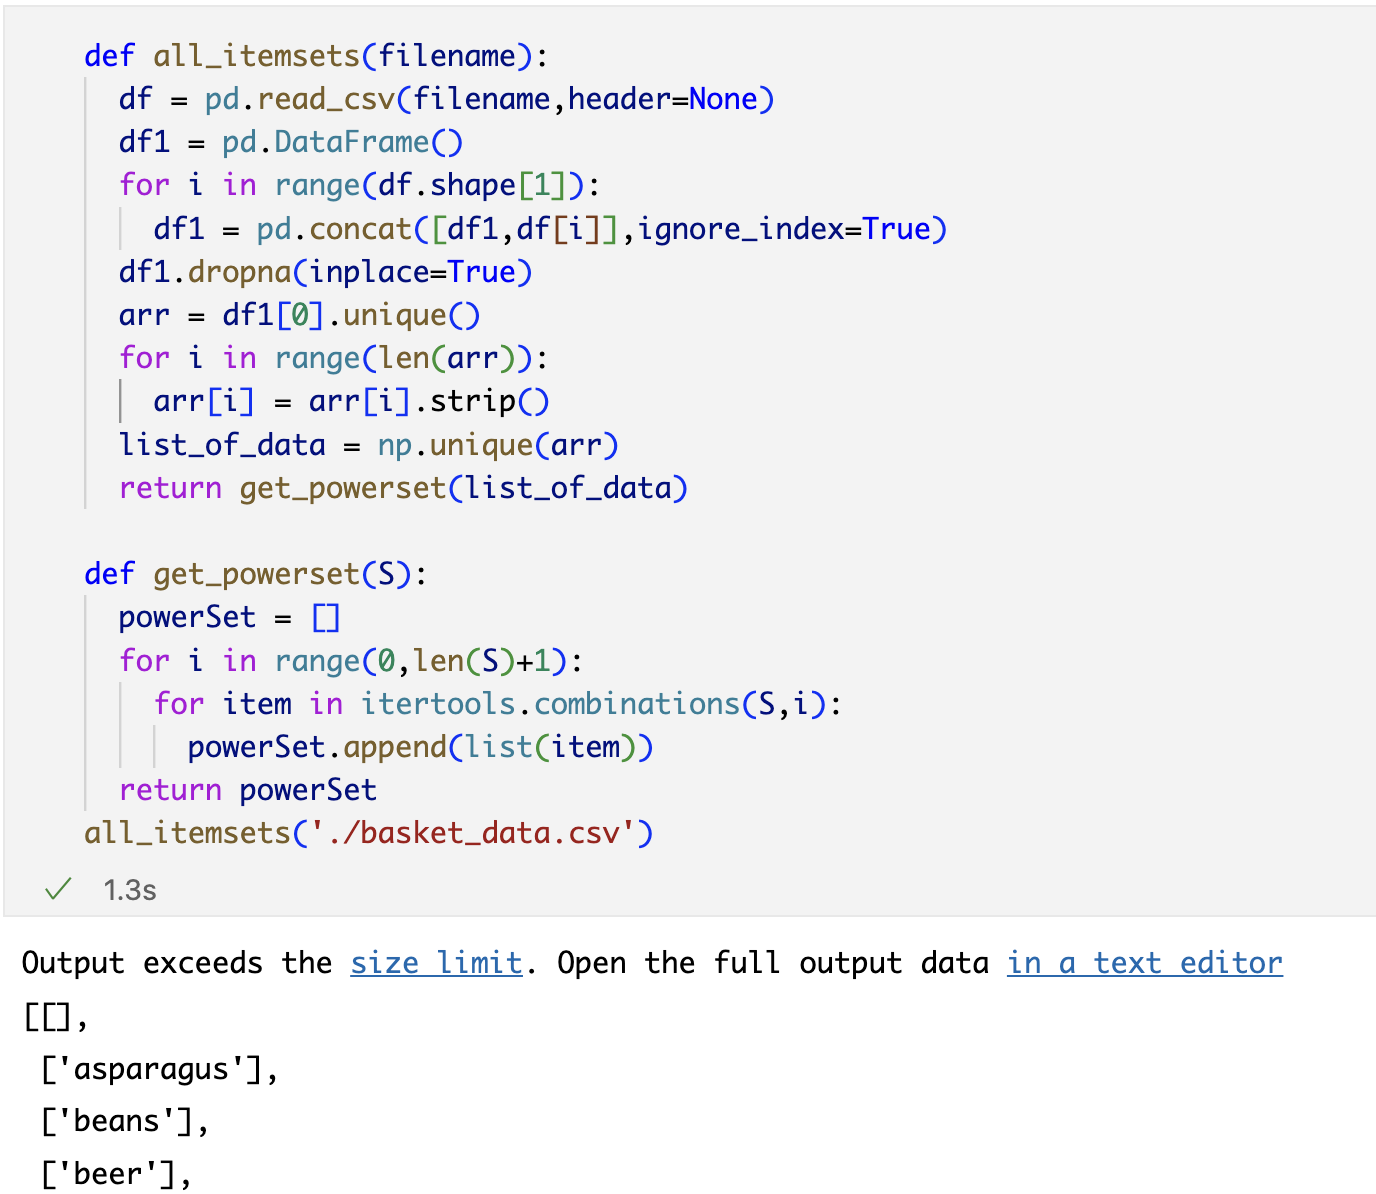 def all_itemsets(filename):
  df = pd.read_csv(filename,header=None)
  df1 = pd.DataFrame()
  for i in range(df.shape[1]):
    df1 = pd.concat([df1,df[i]],ignore_index=True)
  df1.dropna(inplace=True)
  arr = df1[0].unique()
  for i in range(len(arr)):
    arr[i] = arr[i].strip()
  list_of_data = np.unique(arr)
  return get_powerset(list_of_data)

def get_powerset(S):
  powerSet = []
  for i in range(0,len(S)+1):
    for item in itertools.combinations(S,i):
      powerSet.append(list(item))
  return powerSet
all_itemsets('./basket_data.csv')
1.3s
Output exceeds the size limit. Open the full output data in a text editor
[[],
 ['asparagus'],
 ['beans'],
 ['beer'],